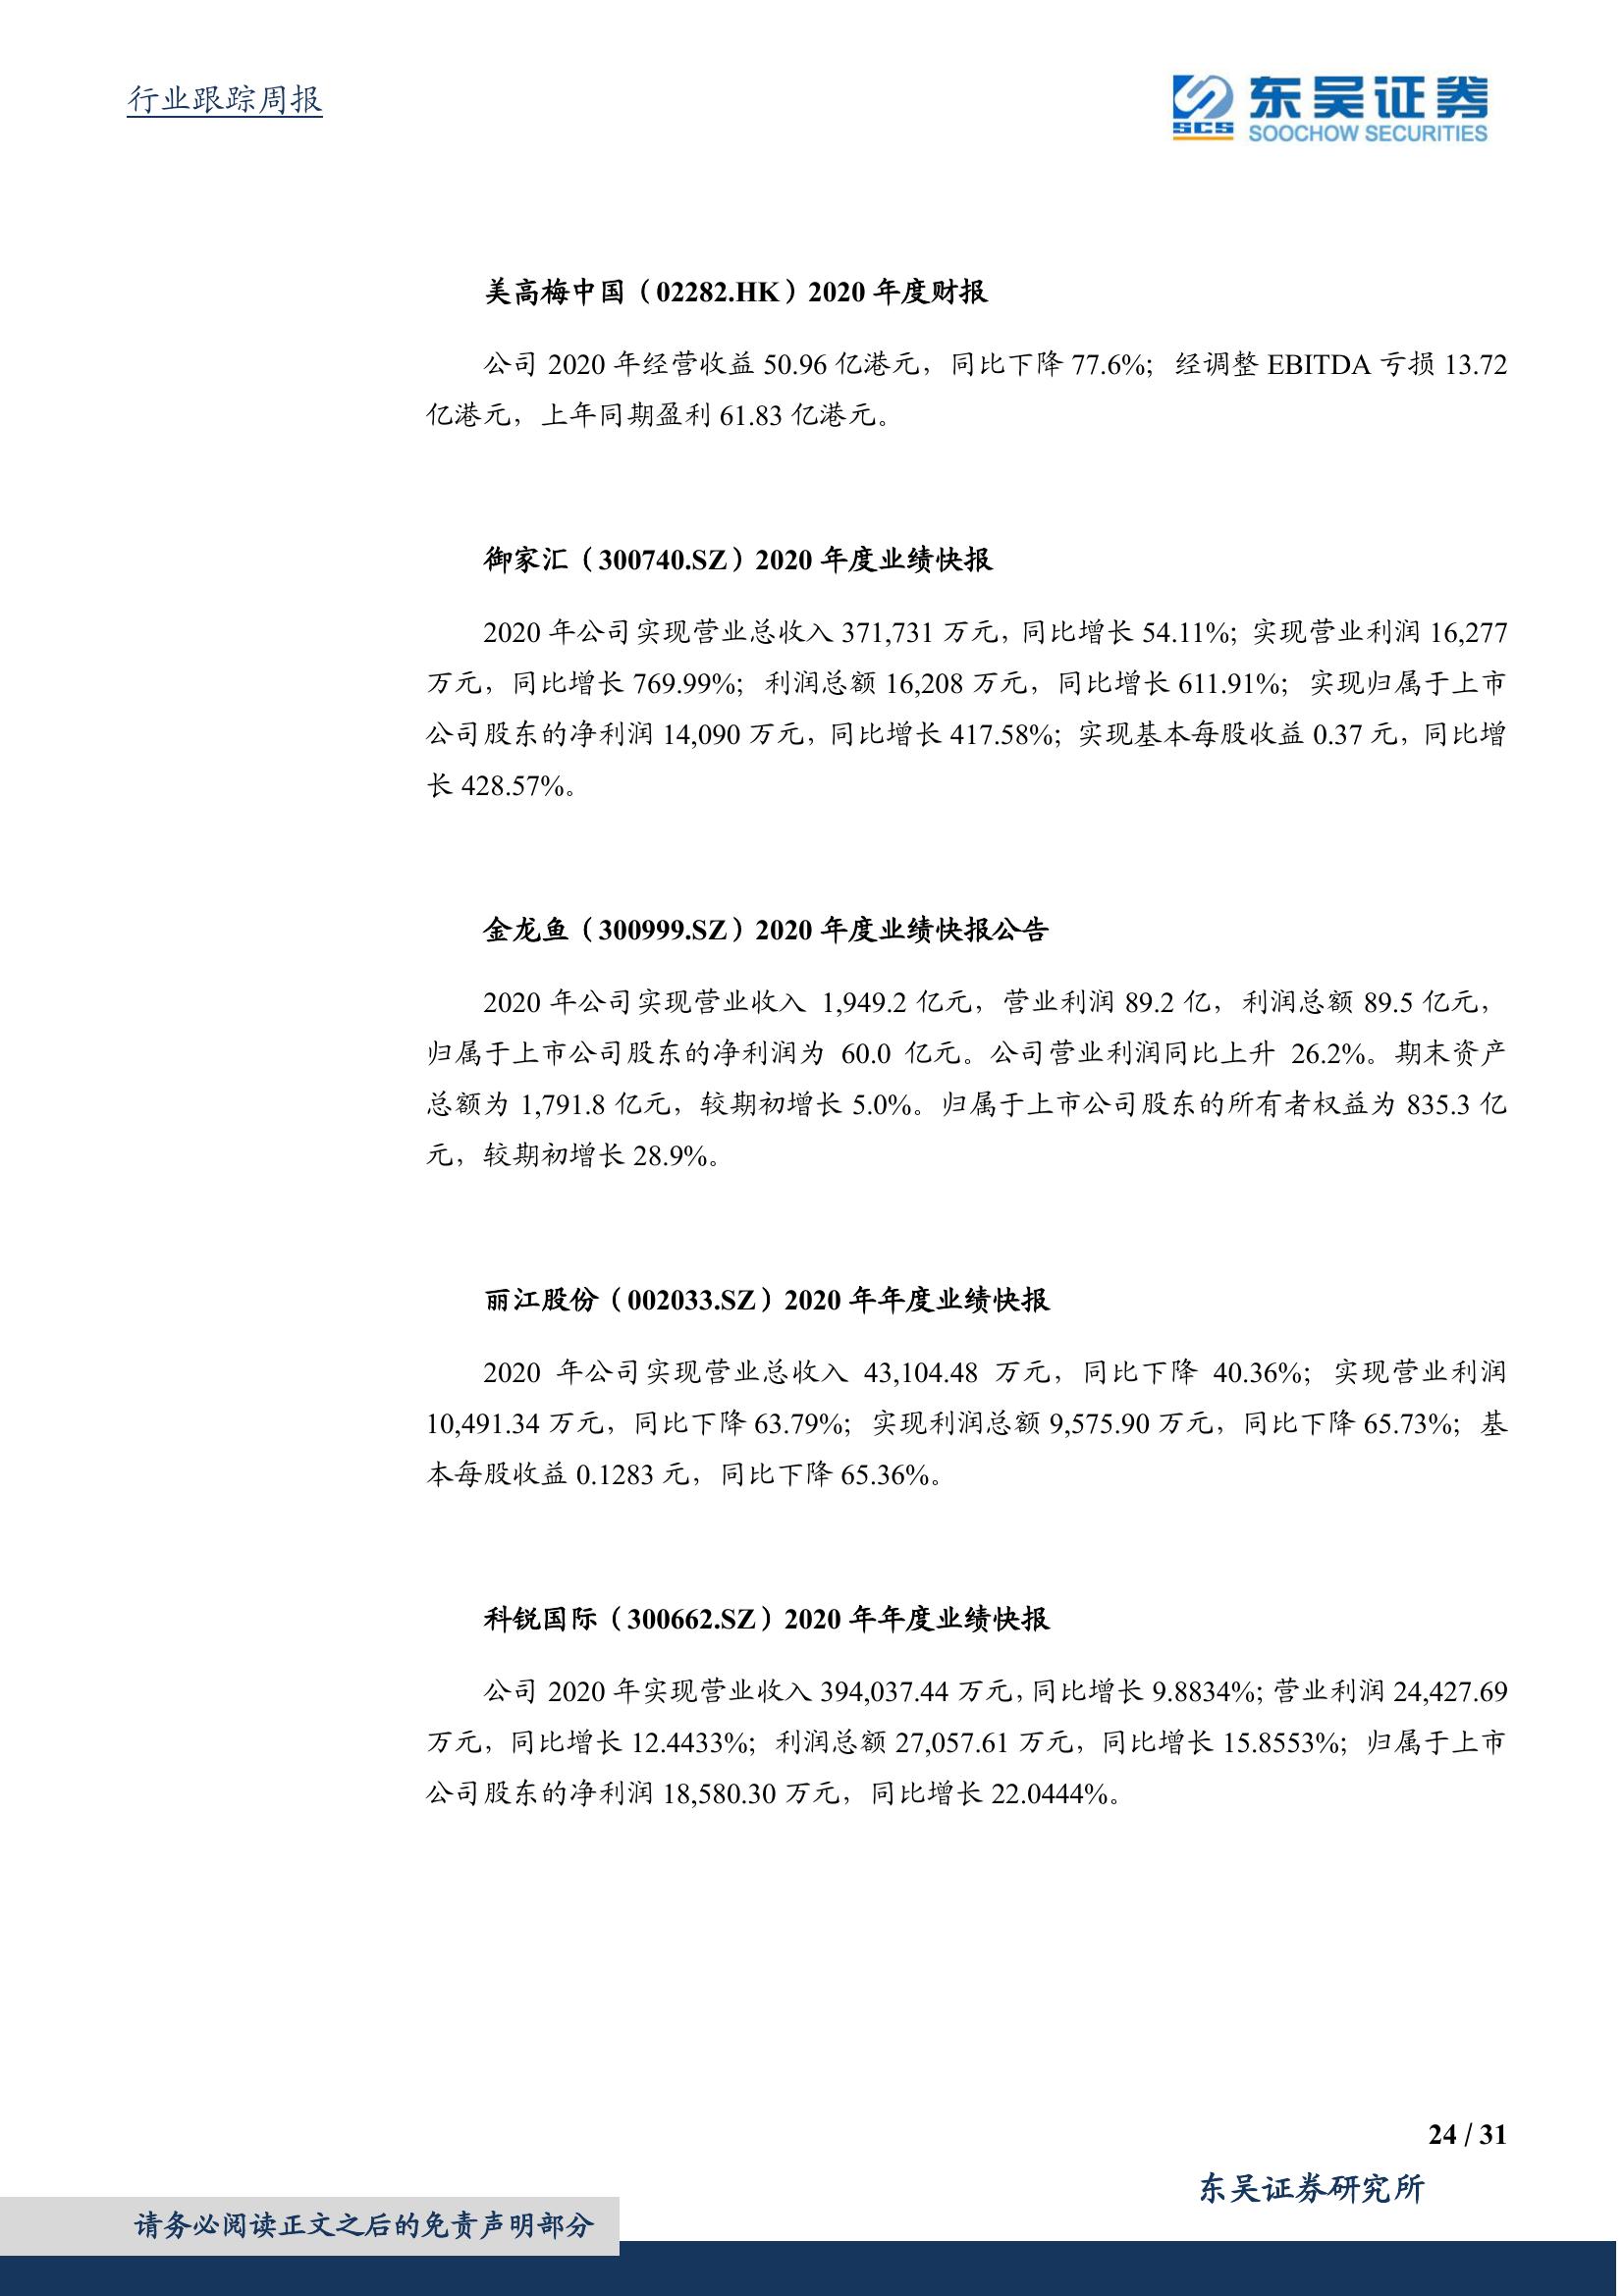 行业跟踪周报
SCS
东吴证券
SOOCHOW SECURITIES
美高梅中国（02282.HK）2020 年度财报
公司 2020 年经营收益 50.96 亿港元，同比下降 77.6%；经调整 EBITDA 亏损 13.72
亿港元，上年同期盈利 61.83 亿港元。
御家汇（300740.SZ）2020 年度业绩快报
2020 年公司实现营业总收入 371,731 万元，同比增长 54.11%；实现营业利润 16,277
万元，同比增长 769.99%；利润总额 16,208 万元，同比增长 611.91%；实现归属于上市
公司股东的净利润 14,090 万元，同比增长 417.58%；实现基本每股收益 0.37 元，同比增
长 428.57%。
金龙鱼（300999.SZ）2020 年度业绩快报公告
2020 年公司实现营业收入 1,949.2 亿元，营业利润 89.2 亿，利润总额 89.5 亿元，
归属于上市公司股东的净利润为 60.0 亿元。公司营业利润同比上升 26.2%。期末资产
总额为 1,791.8 亿元，较期初增长 5.0%。归属于上市公司股东的所有者权益为 835.3 亿
元，较期初增长 28.9%。
丽江股份（002033.SZ）2020 年年度业绩快报
2020 年公司实现营业总收入 43,104.48 万元，同比下降 40.36%；实现营业利润
10,491.34 万元，同比下降 63.79%；实现利润总额 9,575.90 万元，同比下降 65.73%；基
本每股收益 0.1283 元，同比下降 65.36%。
科锐国际（300662.SZ）2020 年年度业绩快报
公司 2020 年实现营业收入 394,037.44 万元，同比增长 9.8834%；营业利润 24,427.69
万元，同比增长 12.4433%；利润总额 27,057.61 万元，同比增长 15.8553%；归属于上市
公司股东的净利润 18,580.30 万元，同比增长 22.0444%。
24 / 31
东吴证券研究所
请务必阅读正文之后的免责声明部分